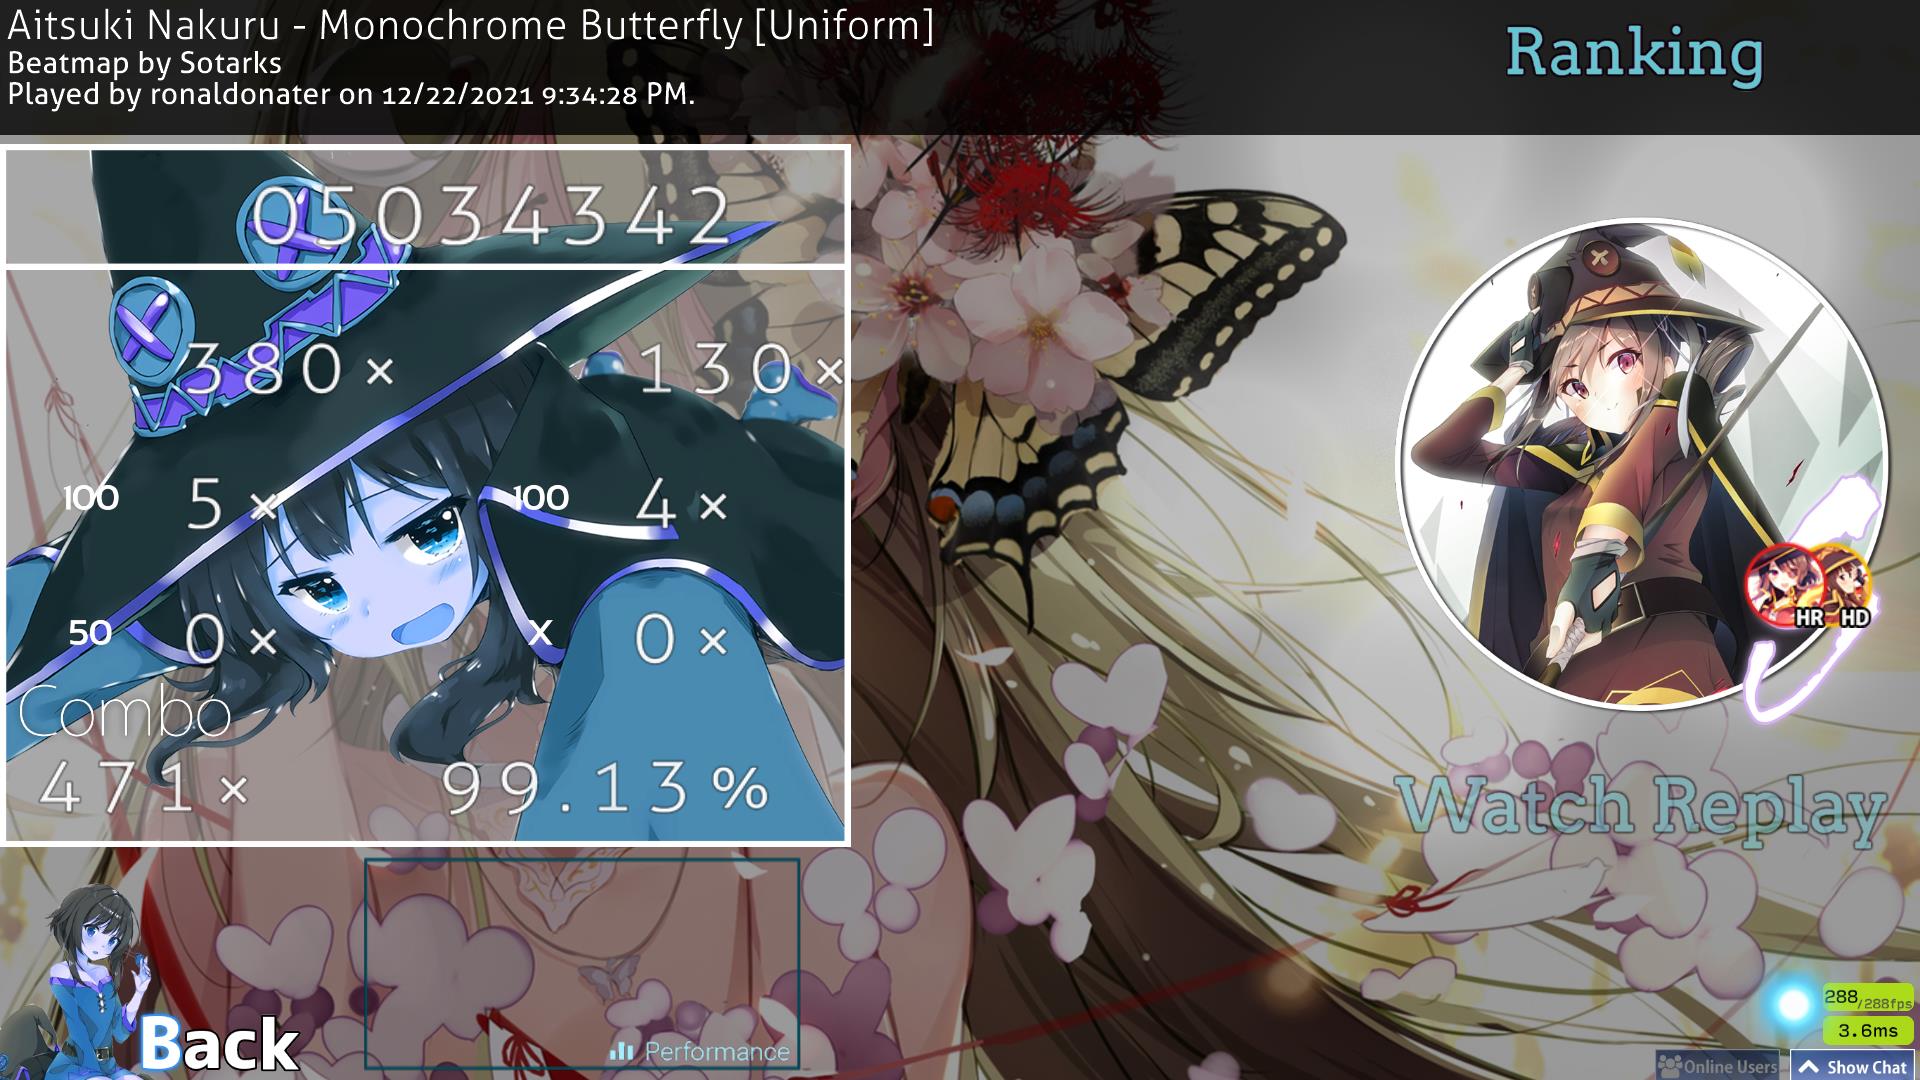 Aitsuki Nakuru - Monochrome Butterfly [Uniform]
Beatmap by Sotarks
Played by ronaldonater on 12/22/2021 9:34:28 PM.
Ranking
05034342
380× 130×
100 5× 100 4×
50 0× X 0×
Combo
471× 99.13%
HR HD
Watch Replay
Back
Performance
288/288fps
3.6ms
Online Users
Show Chat